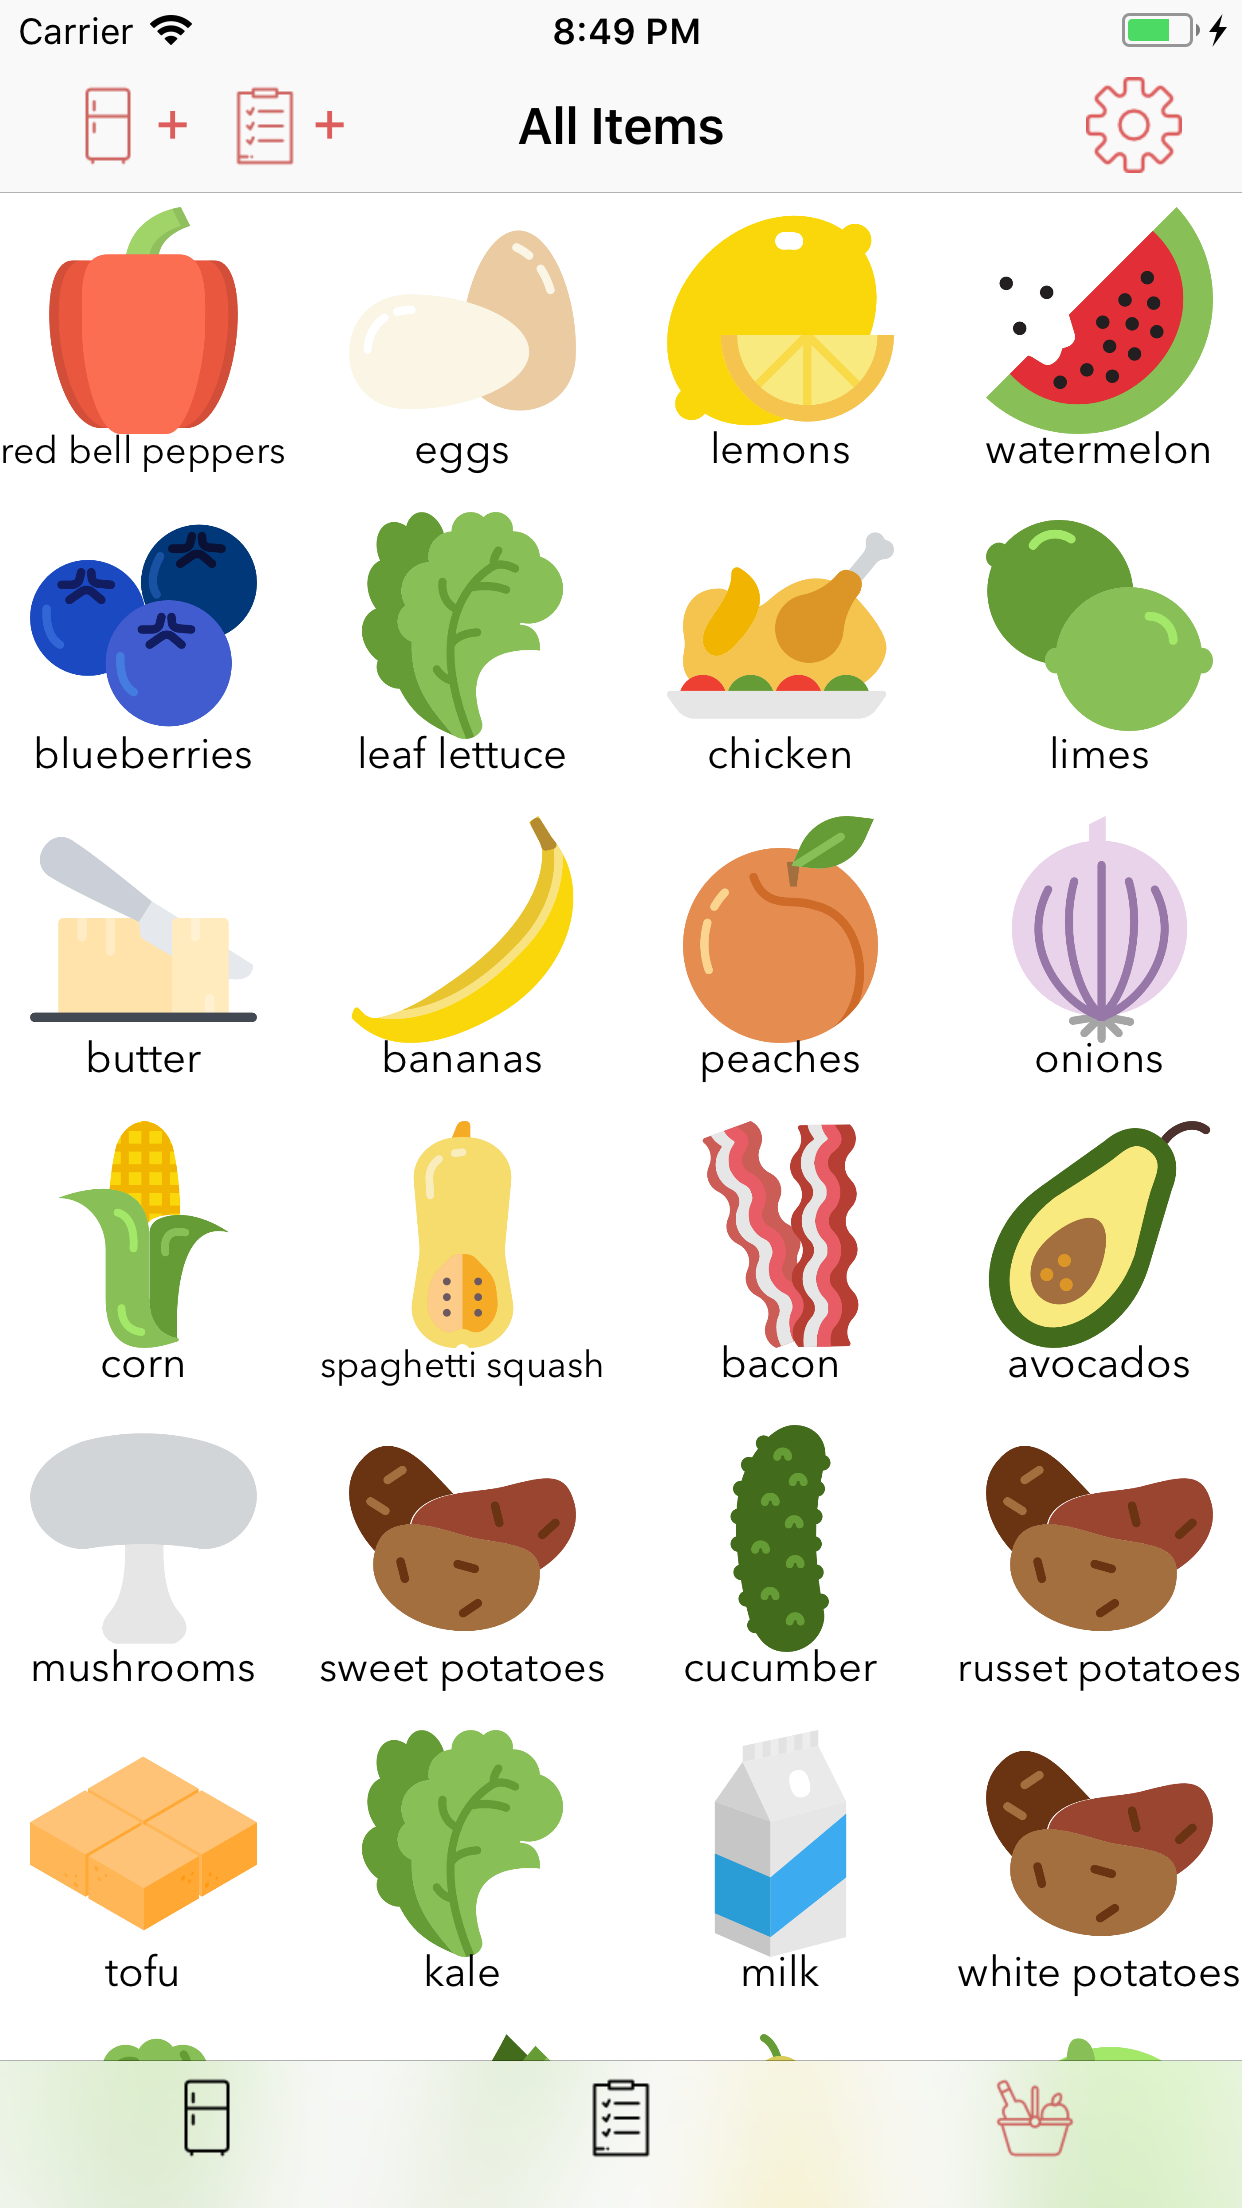 Carrier 8:49 PM
+ + All Items
red bell peppers eggs lemons watermelon
blueberries leaf lettuce chicken limes
butter bananas peaches onions
corn spaghetti squash bacon avocados
mushrooms sweet potatoes cucumber russet potatoes
tofu kale milk white potatoes